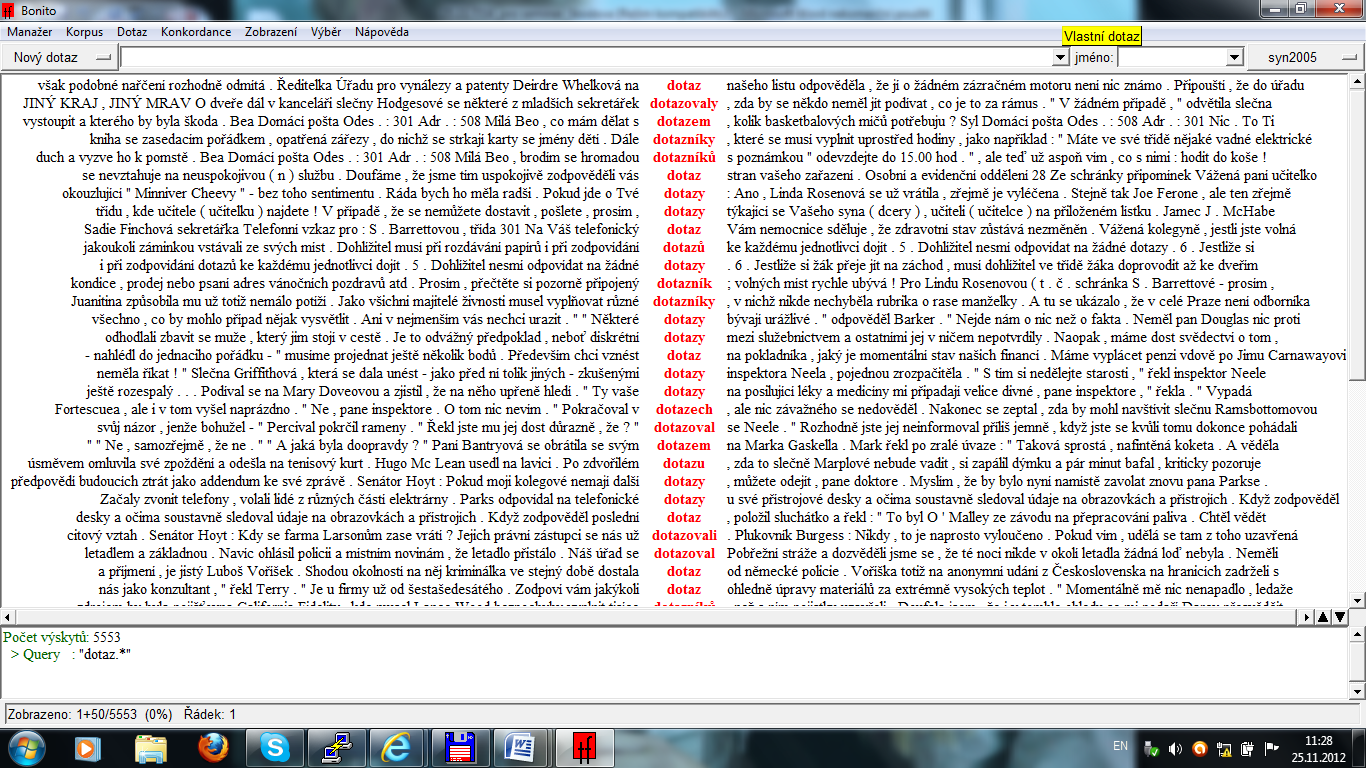 Bonito
Manažer Korpus Dotaz Konkordance Zobrazení Výběr Nápověda
Vlastní dotaz
Nový dotaz jméno: syn2005
však podobné nařčení rozhodně odmítá . Ředitelka Úřadu pro vynálezy a patenty Deirdre Whelková na dotaz našeho listu odpověděla , že jí o žádném zázračném motoru není nic známo . Připouští , že do úřadu
JINÝ KRAJ , JINÝ MRAV O dveře dál v kanceláři slečny Hodgesové se některé z mladších sekretářek dotazovaly , zda by se někdo neměl jít podívat , co je to za rámus . " V žádném případě , " odvětila slečna
vystoupit a kterého by byla škoda . Bea Domácí pošta Odes . : 301 Adr . : 508 Milá Beo , co mám dělat s dotazem , kolik basketbalových míčů potřebuju ? Syl Domácí pošta Odes . : 508 Adr . : 301 Nic . To Ti
kniha se zasedacím pořádkem , opatřená zářezy , do nichž se strkají karty se jmény dětí . Dále dotazníky , které se musí vyplnit uprostřed hodiny , jako například : " Máte ve své třídě nějaké vadné elektrické
duch a vyzve ho k pomstě . Bea Domácí pošta Odes . : 301 Adr . : 508 Milá Beo , brodím se hromadou dotazníků s poznámkou " odevzdejte do 15.00 hod . " , ale teď už aspoň vím , co s nimi : hodit do koše !
se nevztahuje na neuspokojivou ( n ) službu . Doufáme , že jsme tím uspokojivě zodpověděli vás dotaz stran vašeho zařazení . Osobní a evidenční oddělení 28 Ze schránky připomínek Vážená paní učitelko
okouzlující " Minniver Cheevy " - bez toho sentimentu . Ráda bych ho měla radši . Pokud jde o Tvé dotazy : Ano , Linda Rosenová se už vrátila , zřejmě je vyléčena . Stejně tak Joe Ferone , ale ten zřejmě
třídu , kde učitele ( učitelku ) najdete ! V případě , že se nemůžete dostavit , pošlete , prosím , dotazy týkající se Vašeho syna ( dcery ) , učiteli ( učitelce ) na přiloženém lístku . Jamec J . McHabe
Sadie Finchová sekretářka Telefonní vzkaz pro : S . Barrettovou , třída 301 Na Váš telefonický dotaz Vám nemocnice sděluje , že zdravotní stav zůstává nezměněn . Vážená kolegyně , jestli jste volná
jakoukoli záminkou vstávali ze svých míst . Dohlížitel musí při rozdávání papírů i při zodpovídání dotazů ke každému jednotlivci dojít . 5 . Dohlížitel nesmí odpovídat na žádné dotazy . 6 . Jestliže si
i při zodpovídání dotazů ke každému jednotlivci dojít . 5 . Dohlížitel nesmí odpovídat na žádné dotazy . 6 . Jestliže si žák přeje jít na záchod , musí dohlížitel ve třídě žáka doprovodit až ke dveřím
kondice , prodej nebo psaní adres vánočních pozdravů atd . Prosím , přečtěte si pozorně připojený dotazník ; volných míst rychle ubývá ! Pro Lindu Rosenovou ( t . č . schránka S . Barrettové - prosím ,
Juanitina způsobila mu už totiž nemálo potíží . Jako všichni majitelé živností musel vyplňovat různé dotazníky , v nichž nikde nechyběla rubrika o rase manželky . A tu se ukázalo , že v celé Praze není odborníka
všechno , co by mohlo případ nějak vysvětlit . Ani v nejmenším vás nechci urazit . " " Některé dotazy bývají urážlivé . " odpověděl Barker . " Nejde nám o nic než o fakta . Neměl pan Douglas nic proti
odhodlali zbavit se muže , který jim stojí v cestě . Je to odvážný předpoklad , neboť diskrétní dotazy mezi služebnictvem a ostatními jej v ničem nepotvrdily . Naopak , máme dost svědectví o tom ,
- nahlédl do jednacího pořádku - " musíme projednat ještě několik bodů . Především chci vznést dotaz na pokladníka , jaký je momentální stav našich financí . Máme vyplácet penzi vdově po Jimu Carnawayovi
neměla říkat ! " Slečna Griffithová , která se dala unést - jako před ní tolik jiných - zkušenými dotazy inspektora Neela , pojednou zrozpačitěla . " S tím si nedělejte starosti , " řekl inspektor Neele
ještě rozespalý . . . Podíval se na Mary Doveovou a zjistil , že na něho upřeně hledí . " Ty vaše dotazy na posilující léky a medicíny mi připadají velice divné , pane inspektore , " řekla . " Vypadá
Fortescuea , ale i v tom vyšel naprázdno . " Ne , pane inspektore . O tom nic nevím . " Pokračoval v dotazech , ale nic závažného se nedověděl . Nakonec se zeptal , zda by mohl navštívit slečnu Ramsbottomovou
svůj názor , jenže bohužel - " Percival pokrčil rameny . " Řekl jste mu jej dost důrazně , že ? " dotazoval se Neele . " Rozhodně jste jej neinformoval příliš jemně , když jste se kvůli tomu dokonce pohádali
" " Ne , samozřejmě , že ne . " " A jaká byla doopravdy ? " Paní Bantryová se obrátila se svým dotazem na Marka Gaskella . Mark řekl po zralé úvaze : " Taková sprostá , nafintěná koketa . A věděla
úsměvem omluvila své zpoždění a odešla na tenisový kurt . Hugo Mc Lean usedl na lavici . Po zdvořilém dotazu , zda to slečně Marplové nebude vadit , si zapálil dýmku a pár minut bafal , kriticky pozoruje
předpovědi budoucích ztrát jako addendum ke své zprávě . Senátor Hoyt : Pokud moji kolegové nemají další dotazy , můžete odejít , pane doktore . Myslím , že by bylo nyní namístě zavolat znovu pana Parkse .
Začaly zvonit telefony , volali lidé z různých částí elektrárny . Parks odpovídal na telefonické dotazy u své přístrojové desky a očima soustavně sledoval údaje na obrazovkách a přístrojích . Když zodpověděl
desky a očima soustavně sledoval údaje na obrazovkách a přístrojích . Když zodpověděl poslední dotaz , položil sluchátko a řekl : " To byl O ' Malley ze závodu na přepracování paliva . Chtěl vědět
citový vztah . Senátor Hoyt : Kdy se farma Larsonům zase vrátí ? Jejich právní zástupci se nás už dotazovali . Plukovník Burgess : Nikdy , to je naprosto vyloučeno . Pokud vím , udělá se tam z toho uzavřená
letadlem a základnou . Navíc ohlásil policii a místním novinám , že letadlo přistálo . Náš úřad se dotazoval Pobřežní stráže a dozvěděli jsme se , že té noci nikde v okolí letadla žádná loď nebyla . Neměli
a příjmení , je jistý Luboš Voříšek . Shodou okolností na něj kriminálka ve stejný době dostala dotaz od německé policie . Voříška totiž na anonymní udání z Československa na hranicích zadrželi s
nás jako konzultant , " řekl Terry . " Je u firmy už od šestašedesátého . Zodpoví vám jakýkoli dotaz ohledně úpravy materiálů za extrémně vysokých teplot . " Momentálně mě nic nenapadlo , ledaže
Počet výskytů: 5553
> Query : "dotaz.*"
Zobrazeno: 1+50/5553 (0%) Řádek: 1
EN
11:28
25.11.2012